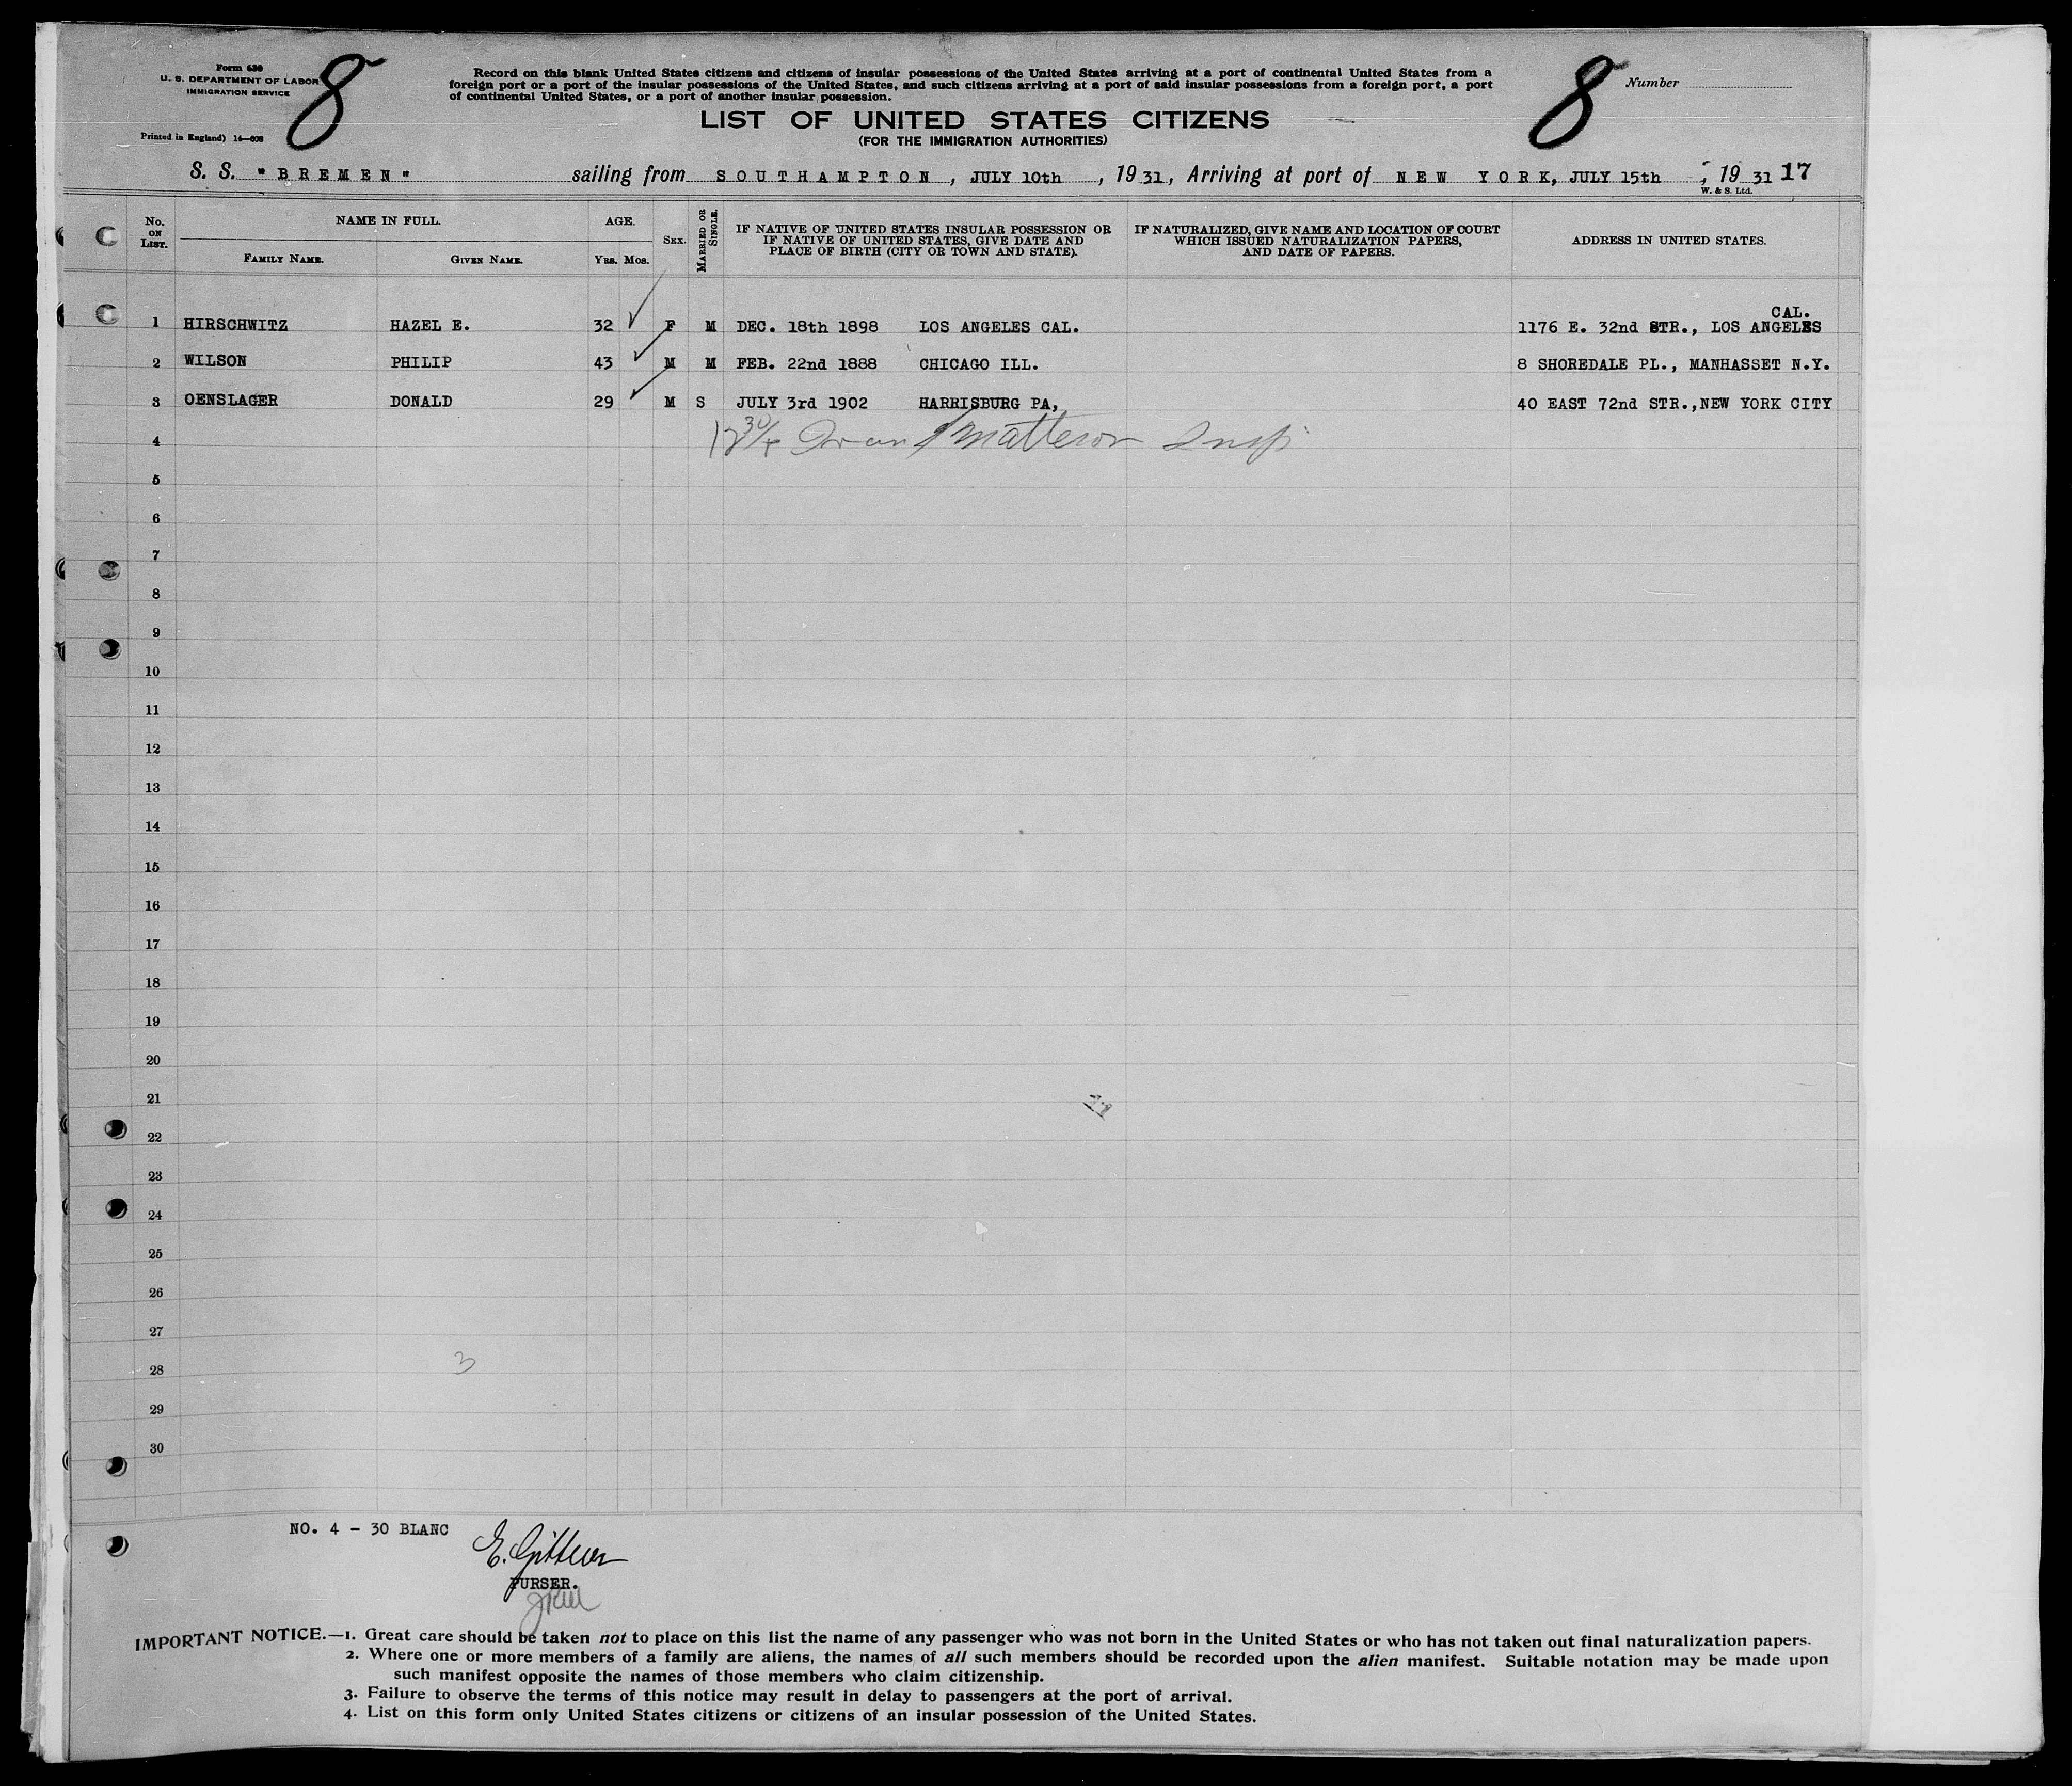 Form 630
U. S. DEPARTMENT OF LABOR
IMMIGRATION SERVICE
Printed in England) 14—608
8
Record on this blank United States citizens and citizens of insular possessions of the United States arriving at a port of continental United States from a
foreign port or a port of the insular possessions of the United States, and such citizens arriving at a port of said insular possessions from a foreign port, a port
of continental United States, or a port of another insular possession.
LIST OF UNITED STATES CITIZENS
(FOR THE IMMIGRATION AUTHORITIES)
8
Number
S. S. "BREMEN" sailing from SOUTHAMPTON, JULY 10th, 1931, Arriving at port of NEW YORK, JULY 15th, 1931 17
W. & S. Ltd.
No. ON LIST.
NAME IN FULL.
FAMILY NAME. GIVEN NAME.
AGE.
YRS. MOS.
SEX.
MARRIED OR SINGLE.
IF NATIVE OF UNITED STATES INSULAR POSSESSION OR
IF NATIVE OF UNITED STATES, GIVE DATE AND
PLACE OF BIRTH (CITY OR TOWN AND STATE).
IF NATURALIZED, GIVE NAME AND LOCATION OF COURT
WHICH ISSUED NATURALIZATION PAPERS,
AND DATE OF PAPERS.
ADDRESS IN UNITED STATES.
CAL.
1 HIRSCHWITZ HAZEL E. 32 F M DEC. 18th 1898 LOS ANGELES CAL. 1176 E. 32nd STR., LOS ANGELES
2 WILSON PHILIP 43 M M FEB. 22nd 1888 CHICAGO ILL. 8 SHOREDALE PL., MANHASSET N.Y.
3 OENSLAGER DONALD 29 M S JULY 3rd 1902 HARRISBURG PA, 40 EAST 72nd STR.,NEW YORK CITY
4 Matteson Insp
5
6
7
8
9
10
11
12
13
14
15
16
17
18
19
20
21
22
23
24
25
26
27
28
3
29
30
NO. 4 - 30 BLANC
PURSER.
IMPORTANT NOTICE.—1. Great care should be taken not to place on this list the name of any passenger who was not born in the United States or who has not taken out final naturalization papers.
2. Where one or more members of a family are aliens, the names of all such members should be recorded upon the alien manifest. Suitable notation may be made upon
such manifest opposite the names of those members who claim citizenship.
3. Failure to observe the terms of this notice may result in delay to passengers at the port of arrival.
4. List on this form only United States citizens or citizens of an insular possession of the United States.